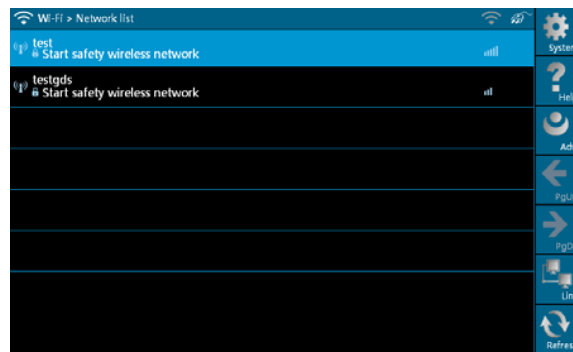 Wi-Fi > Network list
test
Start safety wireless network
testgds
Start safety wireless network
System
Help
Adv
PgU
PgD
Lin
Refres